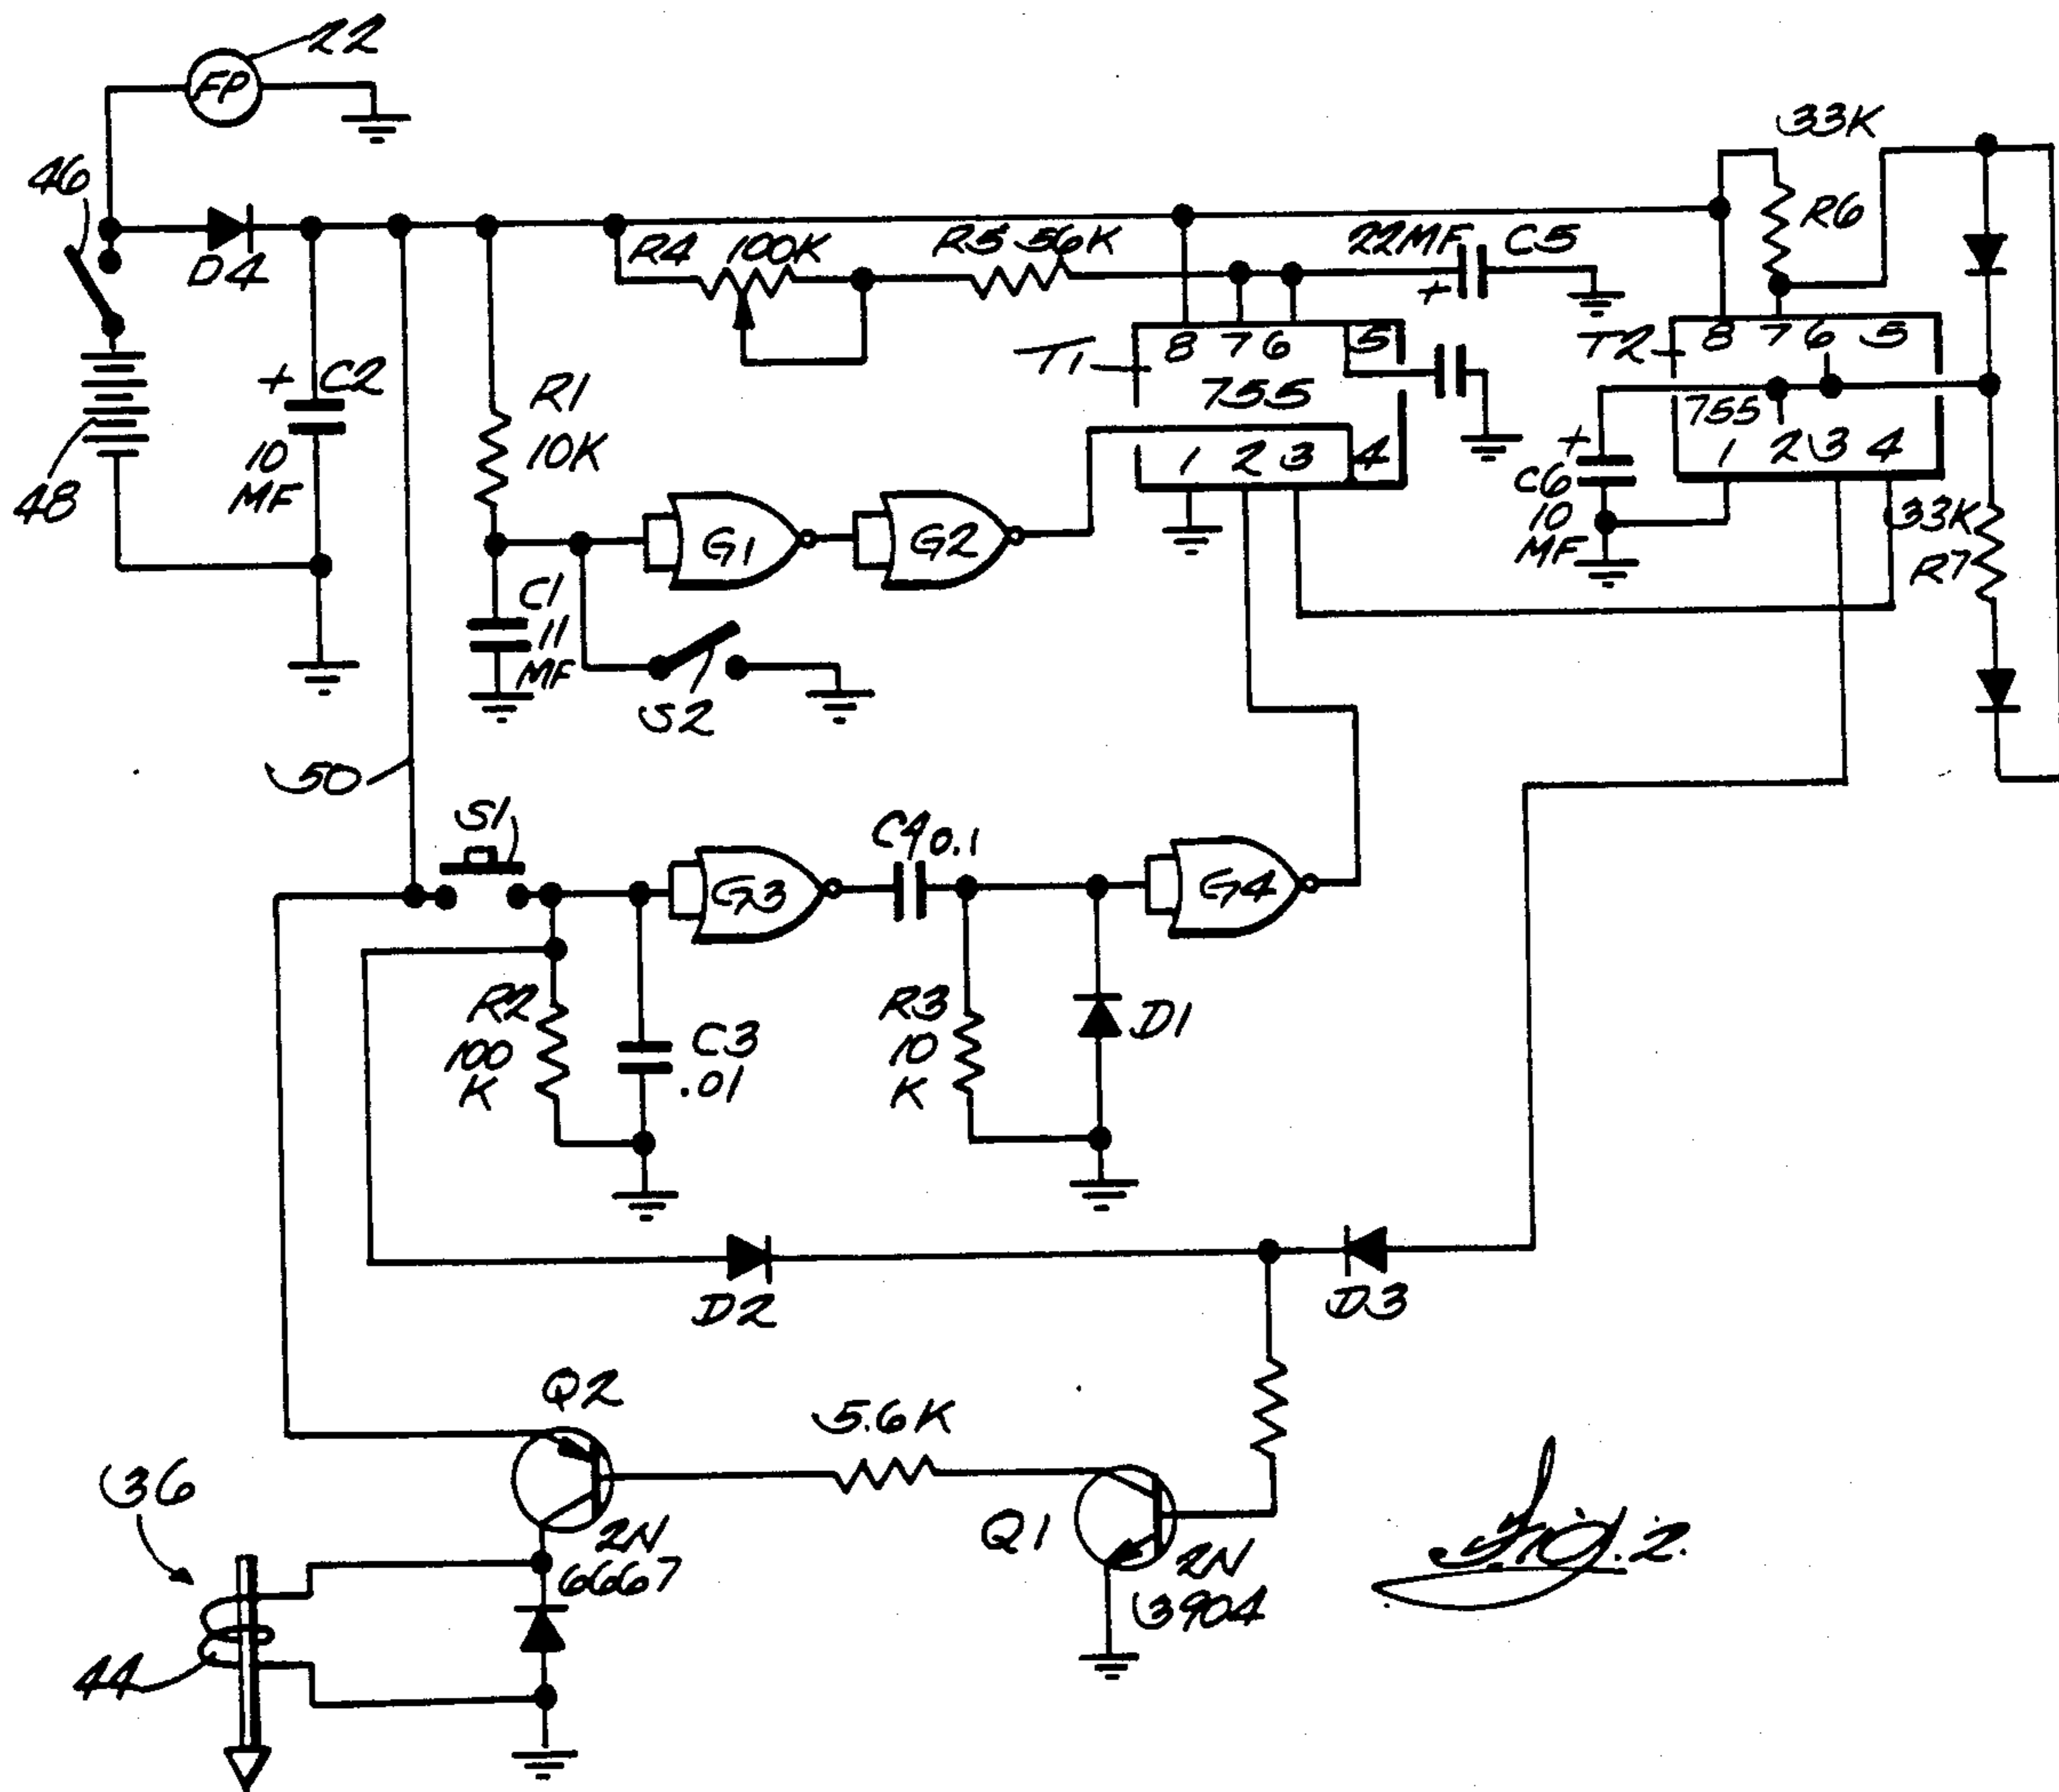 22
FP
33K
46
R6
D4
R4 100K
R5 56K
22MF C5
+
T1
8 7 6 5
755
1 2 3 4
T2
8 7 6 5
755
1 2 3 4
+ C2
10
MF
R1
10K
48
+
C6
10
MF
33K
R7
G1
G2
C1
11
MF
S2
50
S1
G3
C4 0.1
G4
R2
100
K
C3
.01
R3
10
K
D1
D2
D3
Q2
5.6K
36
2N
6667
Q1
2N
3904
44
Fig. 2.